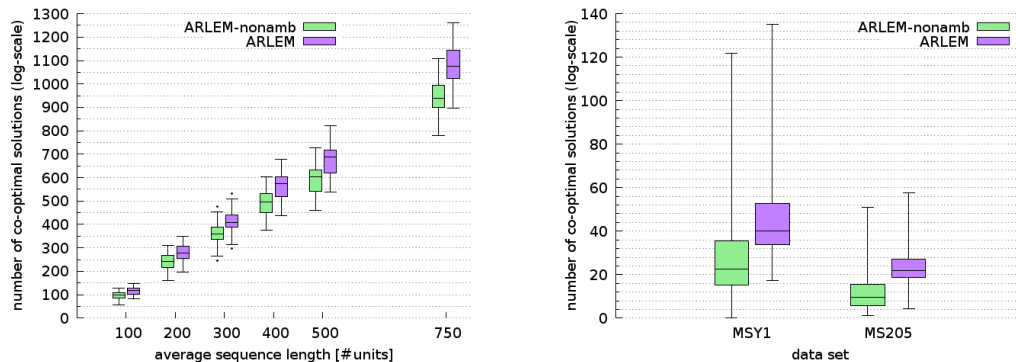 number of co-optimal solutions (log-scale)
1300
1200
1100
1000
900
800
700
600
500
400
300
200
100
0
ARLEM-nonamb
ARLEM
100 200 300 400 500 750
average sequence length [#units]
number of co-optimal solutions (log-scale)
140
120
100
80
60
40
20
0
ARLEM-nonamb
ARLEM
MSY1 MS205
data set